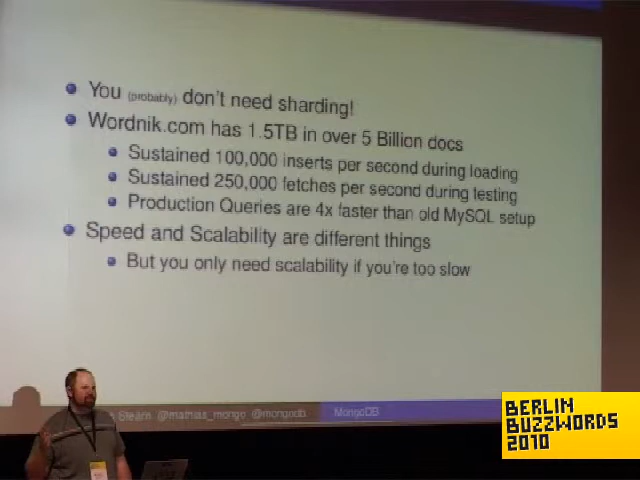 You (probably) don't need sharding!
Wordnik.com has 1.5TB in over 5 Billion docs
Sustained 100,000 inserts per second during loading
Sustained 250,000 fetches per second during testing
Production Queries are 4x faster than old MySQL setup
Speed and Scalability are different things
But you only need scalability if you're too slow
Stearn @mathias_mongo @mongodb
MongoDB
BERLIN
BUZZWORDS
2010